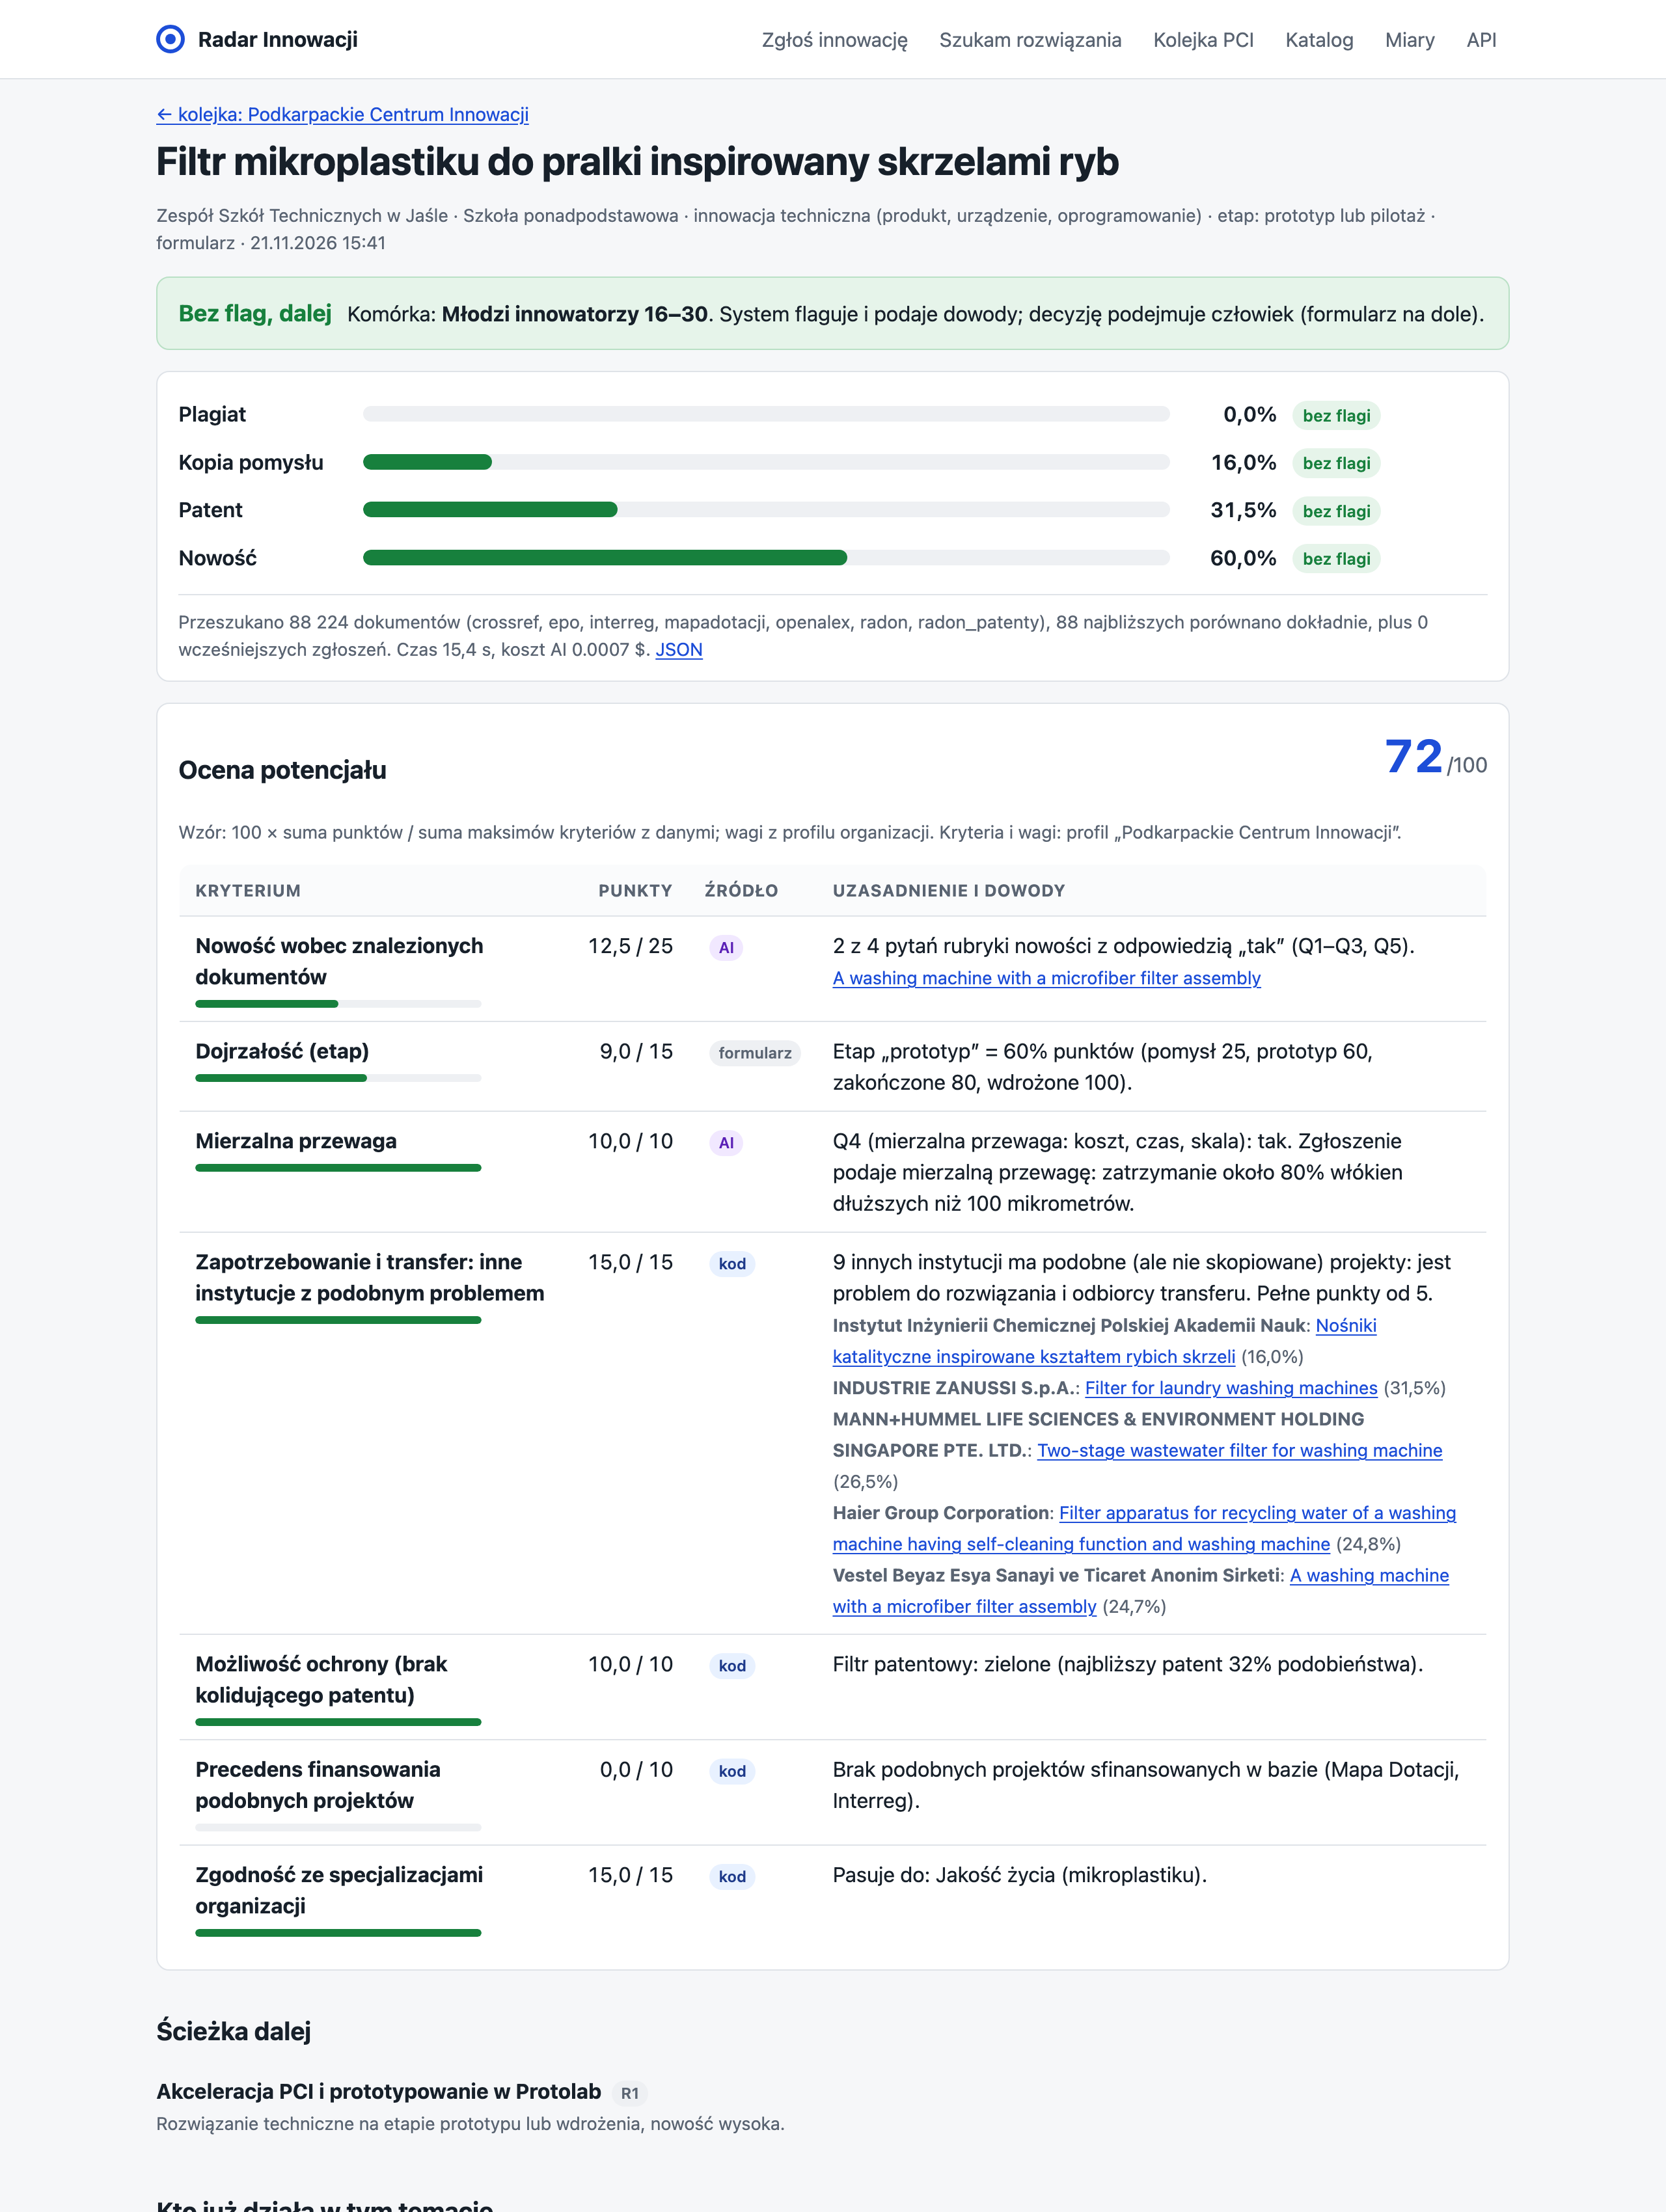 Radar Innowacji
Zgłoś innowację Szukam rozwiązania Kolejka PCI Katalog Miary API
← kolejka: Podkarpackie Centrum Innowacji
Filtr mikroplastiku do pralki inspirowany skrzelami ryb
Zespół Szkół Technicznych w Jaśle · Szkoła ponadpodstawowa · innowacja techniczna (produkt, urządzenie, oprogramowanie) · etap: prototyp lub pilotaż ·
formularz · 21.11.2026 15:41
Bez flag, dalej Komórka: Młodzi innowatorzy 16–30. System flaguje i podaje dowody; decyzję podejmuje człowiek (formularz na dole).
Plagiat 0,0% bez flagi
Kopia pomysłu 16,0% bez flagi
Patent 31,5% bez flagi
Nowość 60,0% bez flagi
Przeszukano 88 224 dokumentów (crossref, epo, interreg, mapadotacji, openalex, radon, radon_patenty), 88 najbliższych porównano dokładnie, plus 0
wcześniejszych zgłoszeń. Czas 15,4 s, koszt AI 0.0007 $. JSON
Ocena potencjału 72/100
Wzór: 100 × suma punktów / suma maksimów kryteriów z danymi; wagi z profilu organizacji. Kryteria i wagi: profil „Podkarpackie Centrum Innowacji”.
KRYTERIUM PUNKTY ŹRÓDŁO UZASADNIENIE I DOWODY
Nowość wobec znalezionych
dokumentów
12,5 / 25 AI
2 z 4 pytań rubryki nowości z odpowiedzią „tak” (Q1–Q3, Q5).
A washing machine with a microfiber filter assembly
Dojrzałość (etap)
9,0 / 15 formularz
Etap „prototyp” = 60% punktów (pomysł 25, prototyp 60,
zakończone 80, wdrożone 100).
Mierzalna przewaga
10,0 / 10 AI
Q4 (mierzalna przewaga: koszt, czas, skala): tak. Zgłoszenie
podaje mierzalną przewagę: zatrzymanie około 80% włókien
dłuższych niż 100 mikrometrów.
Zapotrzebowanie i transfer: inne
instytucje z podobnym problemem
15,0 / 15 kod
9 innych instytucji ma podobne (ale nie skopiowane) projekty: jest
problem do rozwiązania i odbiorcy transferu. Pełne punkty od 5.
Instytut Inżynierii Chemicznej Polskiej Akademii Nauk: Nośniki
katalityczne inspirowane kształtem rybich skrzeli (16,0%)
INDUSTRIE ZANUSSI S.p.A.: Filter for laundry washing machines (31,5%)
MANN+HUMMEL LIFE SCIENCES & ENVIRONMENT HOLDING
SINGAPORE PTE. LTD.: Two-stage wastewater filter for washing machine
(26,5%)
Haier Group Corporation: Filter apparatus for recycling water of a washing
machine having self-cleaning function and washing machine (24,8%)
Vestel Beyaz Esya Sanayi ve Ticaret Anonim Sirketi: A washing machine
with a microfiber filter assembly (24,7%)
Możliwość ochrony (brak
kolidującego patentu)
10,0 / 10 kod
Filtr patentowy: zielone (najbliższy patent 32% podobieństwa).
Precedens finansowania
podobnych projektów
0,0 / 10 kod
Brak podobnych projektów sfinansowanych w bazie (Mapa Dotacji,
Interreg).
Zgodność ze specjalizacjami
organizacji
15,0 / 15 kod
Pasuje do: Jakość życia (mikroplastiku).
Ścieżka dalej
Akceleracja PCI i prototypowanie w Protolab R1
Rozwiązanie techniczne na etapie prototypu lub wdrożenia, nowość wysoka.
Kto już działa w tym temacie